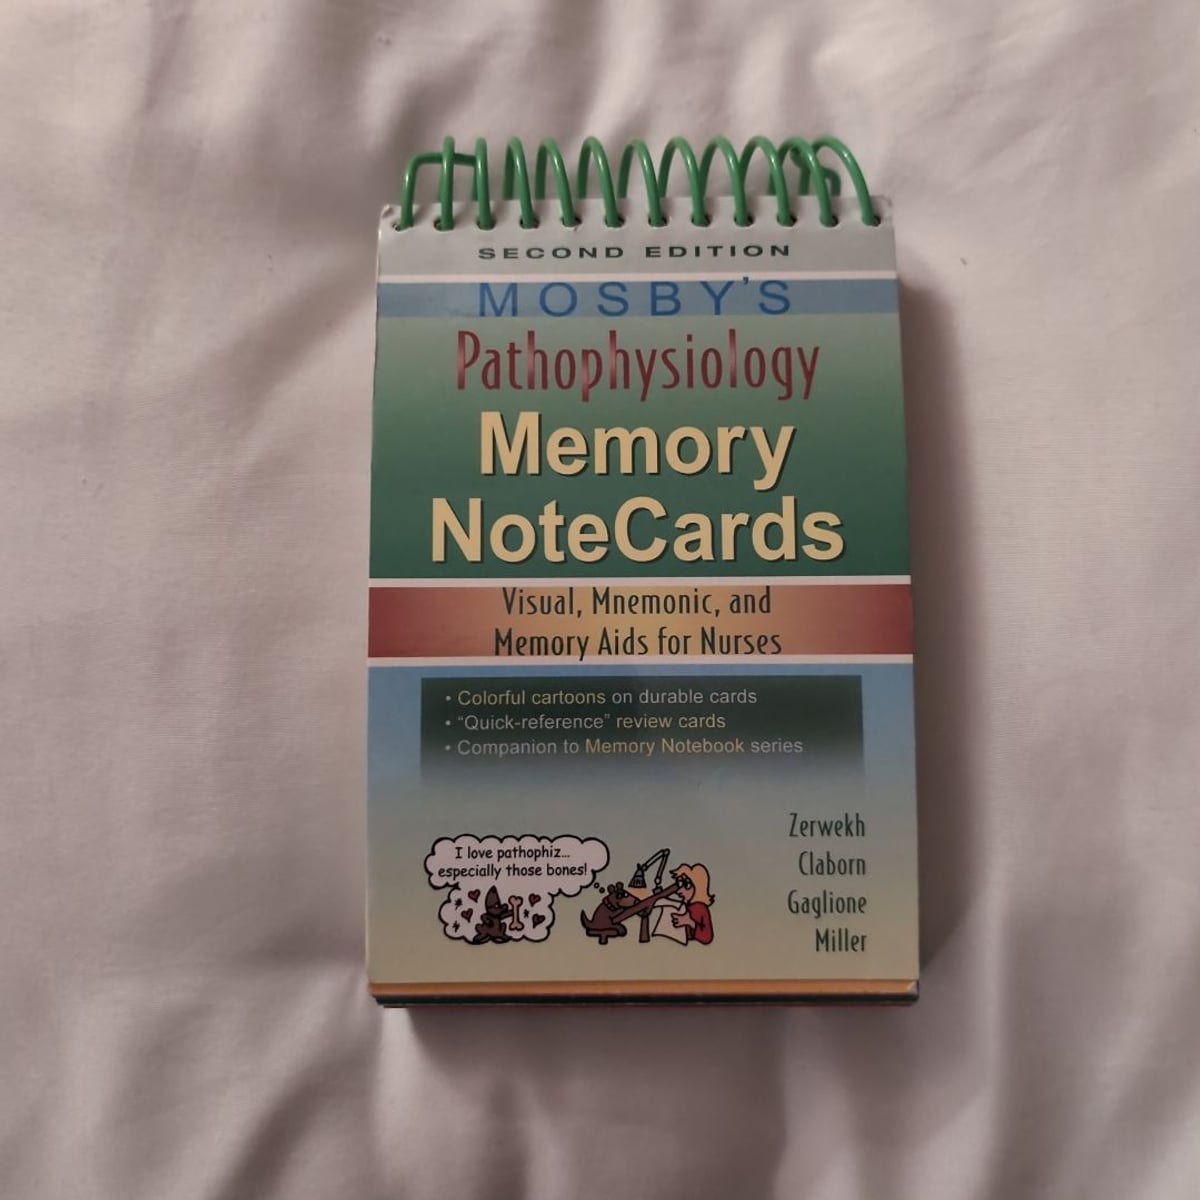 SECOND EDITION
MOSBY'S
Pathophysiology
Memory
NoteCards
Visual, Mnemonic, and
Memory Aids for Nurses
• Colorful cartoons on durable cards
• “Quick-reference” review cards
• Companion to Memory Notebook series
I love pathophiz...
especially those bones!
Zerwekh
Claborn
Gaglione
Miller